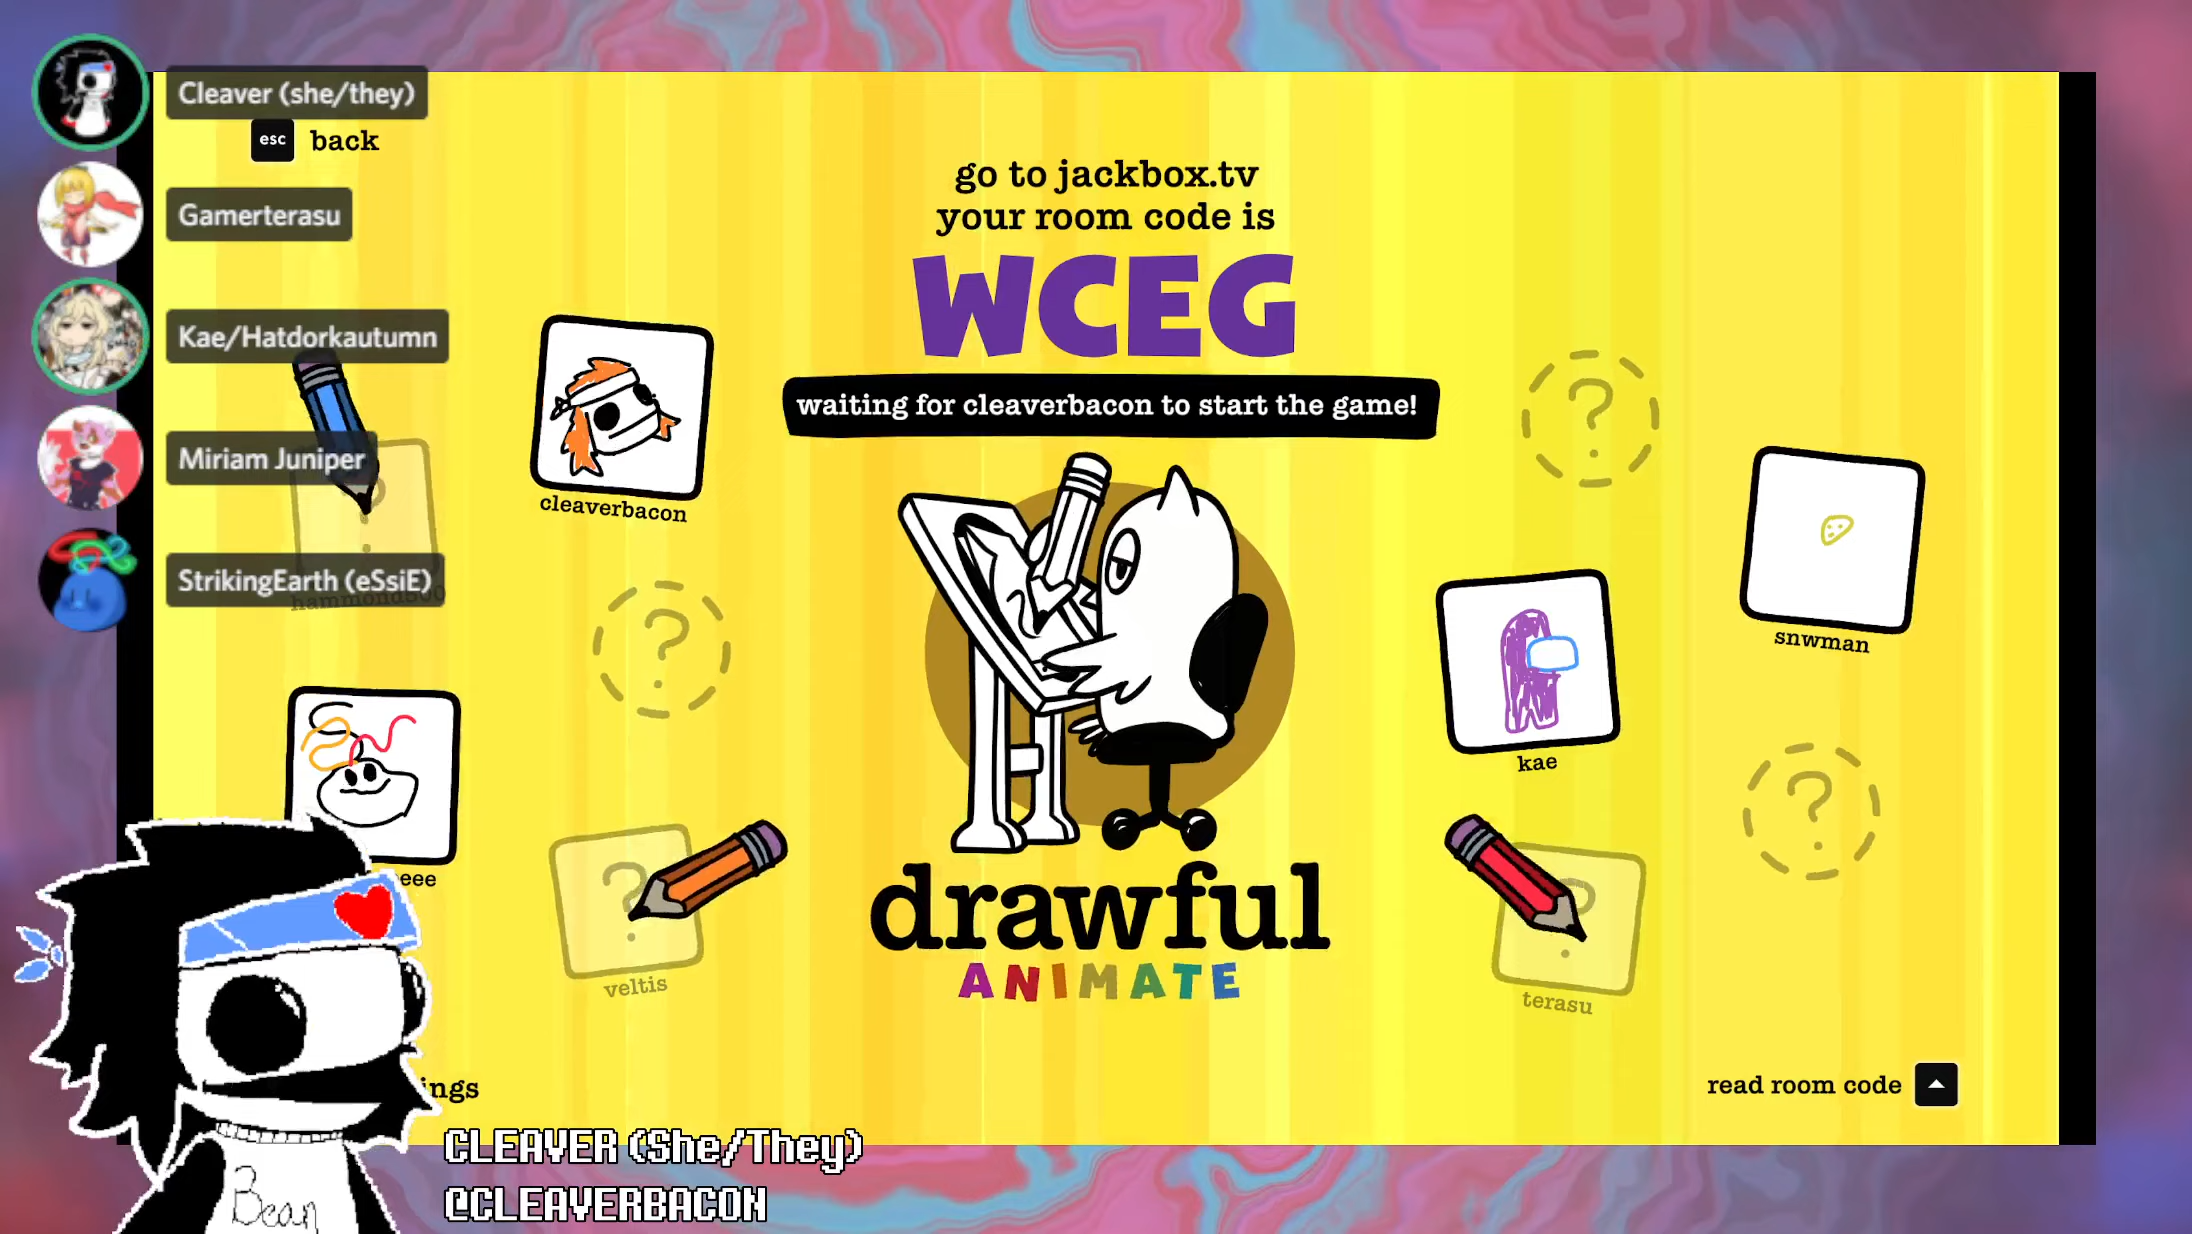 Cleaver (she/they)
esc back
Gamerterasu
Kae/Hatdorkautumn
Miriam Juniper
StrikingEarth (eSsiE)
go to jackbox.tv
your room code is
WCEG
waiting for cleaverbacon to start the game!
cleaverbacon
hammond500
snwman
kae
eee
veltis
terasu
drawful
ANIMATE
ings
read room code
Bean
CLEAVER (She/They)
@CLEAVERBACON